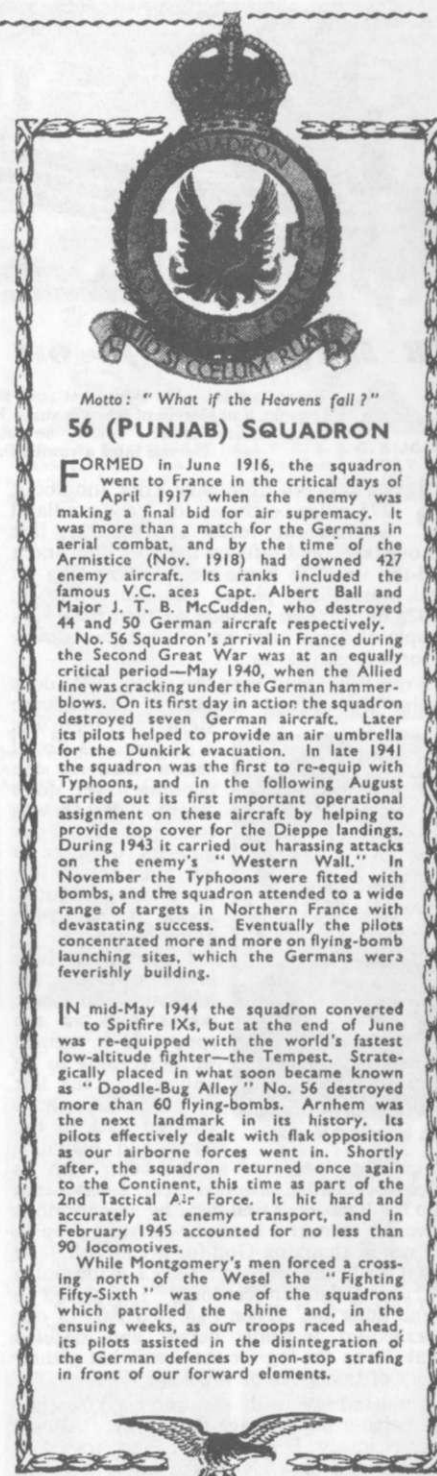 SQUADRON
56
ROYAL AIR FORCE
QUID SI COELUM RUAT
Motto: "What if the Heavens fall?"
56 (PUNJAB) SQUADRON
FORMED in June 1916, the squadron
went to France in the critical days of
April 1917 when the enemy was
making a final bid for air supremacy. It
was more than a match for the Germans in
aerial combat, and by the time of the
Armistice (Nov. 1918) had downed 427
enemy aircraft. Its ranks included the
famous V.C. aces Capt. Albert Ball and
Major J. T. B. McCudden, who destroyed
44 and 50 German aircraft respectively.
No. 56 Squadron's arrival in France during
the Second Great War was at an equally
critical period—May 1940, when the Allied
line was cracking under the German hammer-
blows. On its first day in action the squadron
destroyed seven German aircraft. Later
its pilots helped to provide an air umbrella
for the Dunkirk evacuation. In late 1941
the squadron was the first to re-equip with
Typhoons, and in the following August
carried out its first important operational
assignment on these aircraft by helping to
provide top cover for the Dieppe landings.
During 1943 it carried out harassing attacks
on the enemy's "Western Wall." In
November the Typhoons were fitted with
bombs, and the squadron attended to a wide
range of targets in Northern France with
devastating success. Eventually the pilots
concentrated more and more on flying-bomb
launching sites, which the Germans were
feverishly building.
IN mid-May 1944 the squadron converted
to Spitfire IXs, but at the end of June
was re-equipped with the world's fastest
low-altitude fighter—the Tempest. Strate-
gically placed in what soon became known
as "Doodle-Bug Alley" No. 56 destroyed
more than 60 flying-bombs. Arnhem was
the next landmark in its history. Its
pilots effectively dealt with flak opposition
as our airborne forces went in. Shortly
after, the squadron returned once again
to the Continent, this time as part of the
2nd Tactical Air Force. It hit hard and
accurately at enemy transport, and in
February 1945 accounted for no less than
90 locomotives.
While Montgomery's men forced a cross-
ing north of the Wesel the "Fighting
Fifty-Sixth" was one of the squadrons
which patrolled the Rhine and, in the
ensuing weeks, as our troops raced ahead,
its pilots assisted in the disintegration of
the German defences by non-stop strafing
in front of our forward elements.